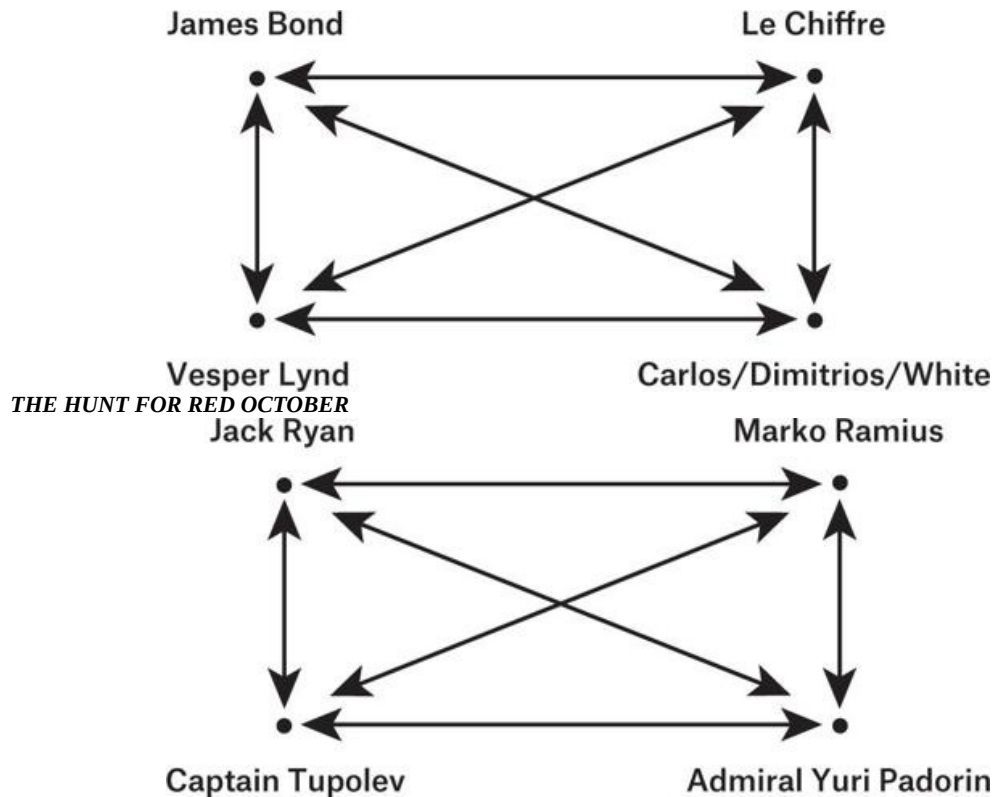 James Bond Le Chiffre
Vesper Lynd Carlos/Dimitrios/White
THE HUNT FOR RED OCTOBER
Jack Ryan Marko Ramius
Captain Tupolev Admiral Yuri Padorin